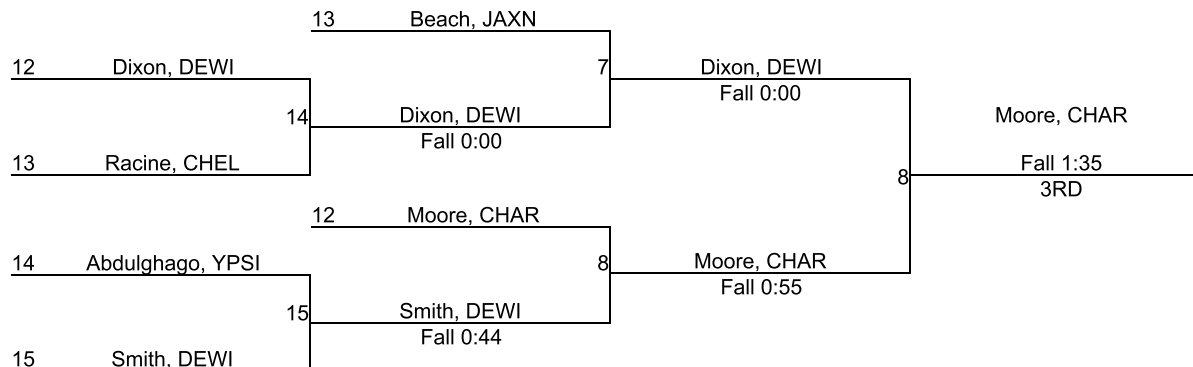 13 Beach, JAXN
12 Dixon, DEWI
7 Dixon, DEWI
Fall 0:00
14 Dixon, DEWI
Fall 0:00
Moore, CHAR
13 Racine, CHEL
8 Fall 1:35
3RD
12 Moore, CHAR
14 Abdulghago, YPSI
8 Moore, CHAR
Fall 0:55
15 Smith, DEWI
Fall 0:44
15 Smith, DEWI